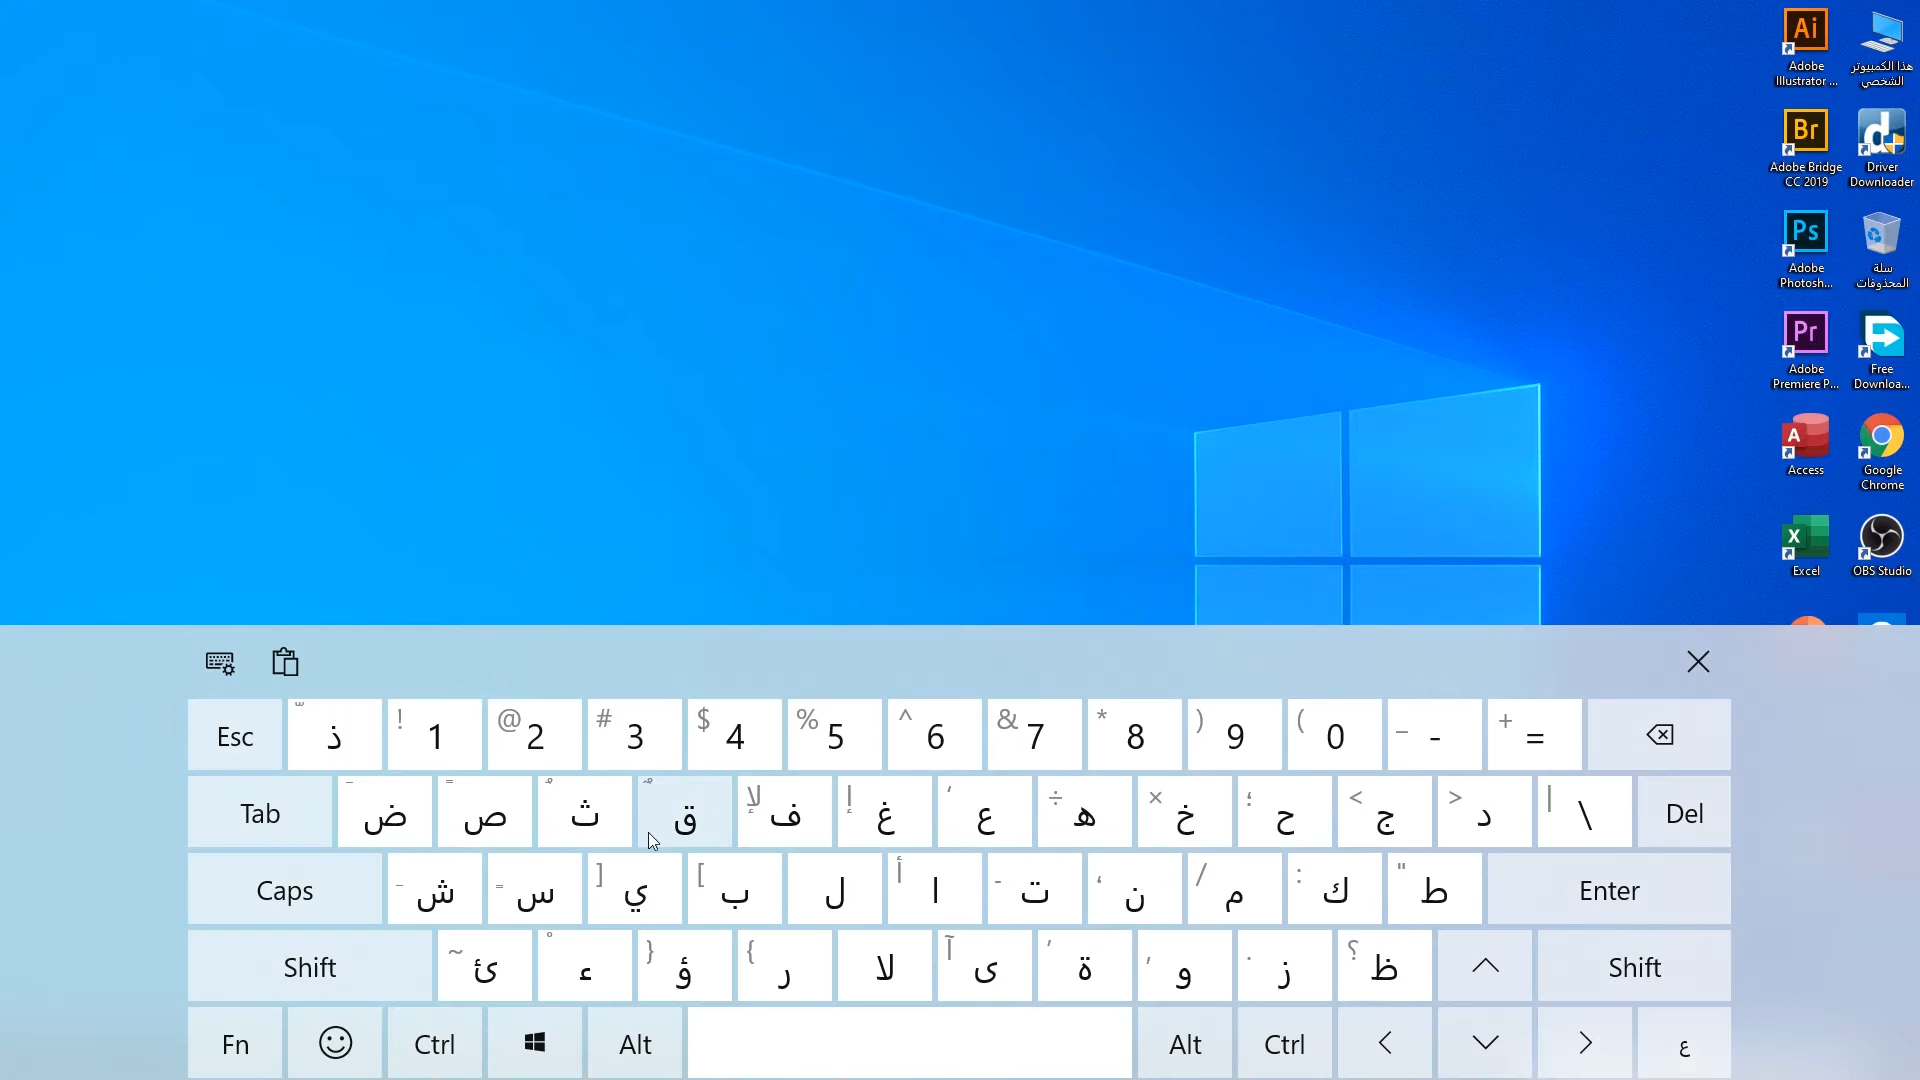 Ai
Adobe
Illustrator ...
هذا الكمبيوتر
الشخصي
Br
Adobe Bridge
CC 2019
d
Driver
Downloader
Ps
Adobe
Photosh...
سلة
المحذوفات
Pr
Adobe
Premiere P...
Free
Downloa...
A
Access
Google
Chrome
X
Excel
OBS Studio
Esc ّ ذ ! 1 @ 2 # 3 $ 4 % 5 ^ 6 & 7 * 8 ) 9 ( 0 _ - + =
Tab َ ض ً ص ُ ث ٌ ق لإ ف إ غ ‘ ع ÷ ه × خ ؛ ح < ج > د | \ Del
Caps ِ ش ٍ س ] ي [ ب ل أ ا ـ ت ، ن / م : ك " ط Enter
Shift ~ ئ ْ ء } ؤ { ر لا آ ى ’ ة , و . ز ؟ ظ Shift
Fn Ctrl Alt Alt Ctrl ع